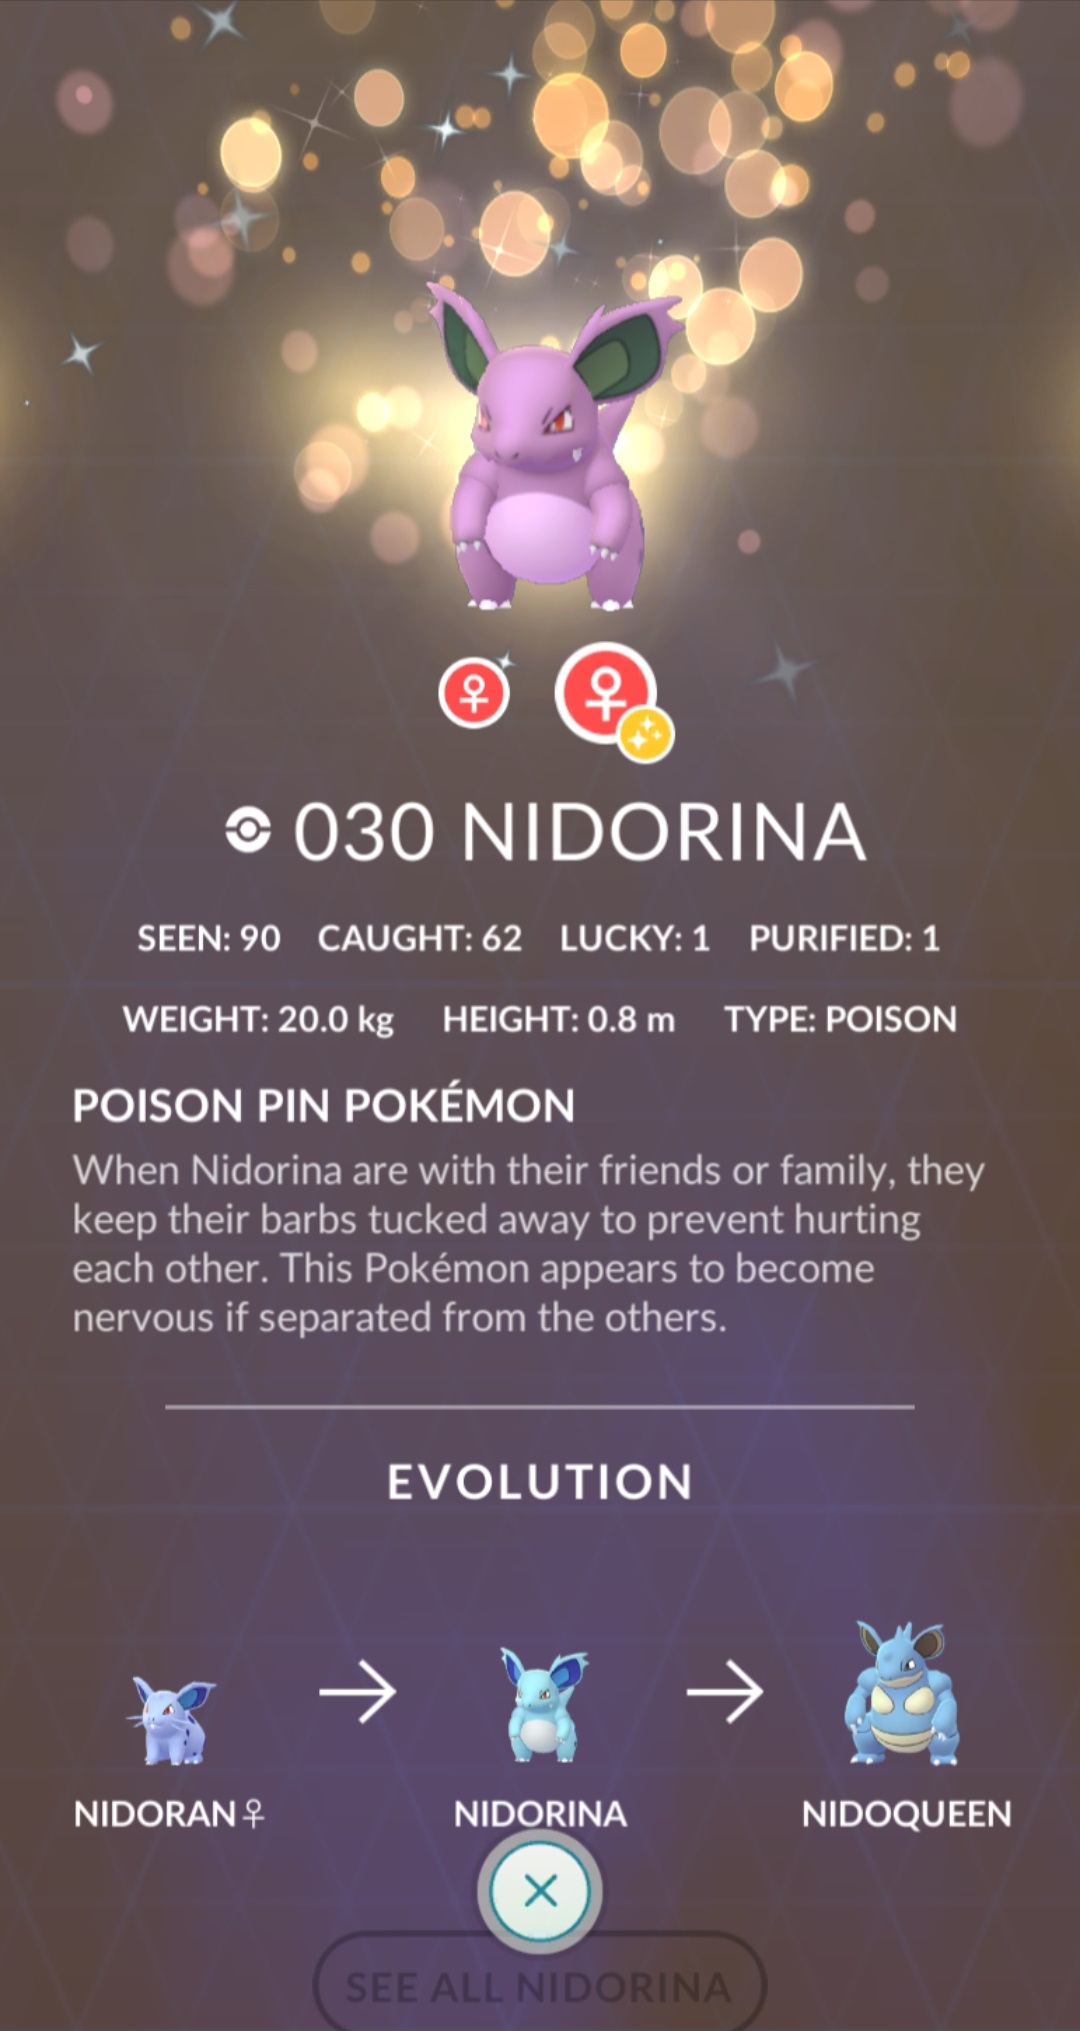 030 NIDORINA
SEEN: 90 CAUGHT: 62 LUCKY: 1 PURIFIED: 1
WEIGHT: 20.0 kg HEIGHT: 0.8 m TYPE: POISON
POISON PIN POKÉMON
When Nidorina are with their friends or family, they
keep their barbs tucked away to prevent hurting
each other. This Pokémon appears to become
nervous if separated from the others.
EVOLUTION
NIDORAN♀ NIDORINA NIDOQUEEN
SEE ALL NIDORINA